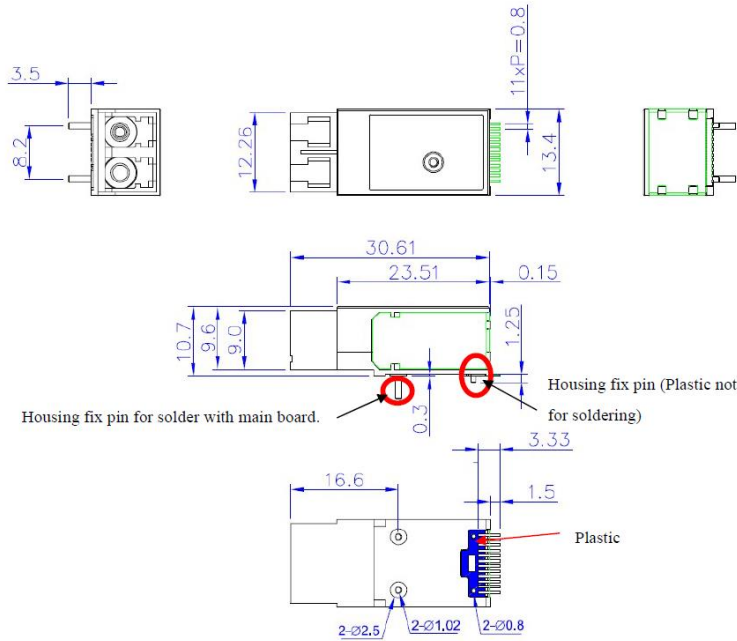 3.5
8.2
12.26
11xP=0.8
13.4
30.61
23.51
0.15
10.7
9.6
9.0
1.25
0.3
Housing fix pin for solder with main board.
Housing fix pin (Plastic not
for soldering)
3.33
16.6
1.5
Plastic
2-Ø2.5
2-Ø1.02
2-Ø0.8